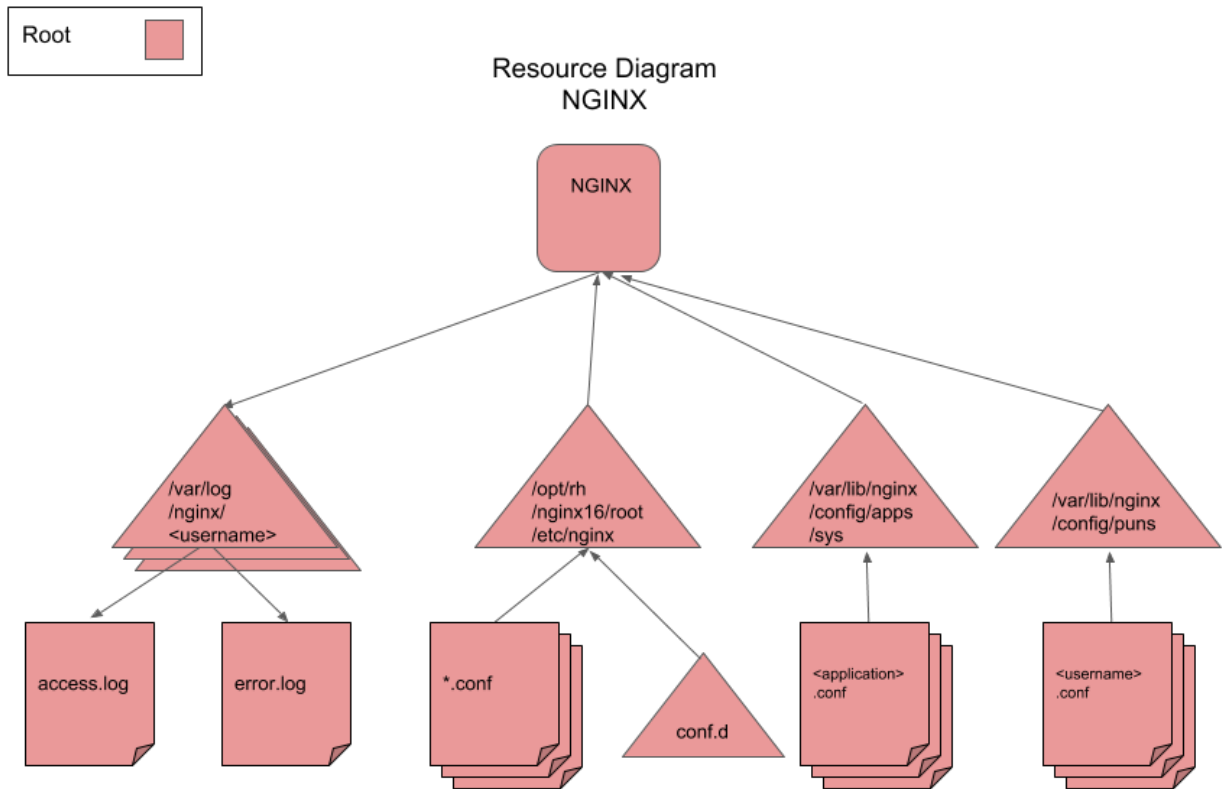 Root
Resource Diagram
NGINX
NGINX
/var/log
/nginx/
<username>
/opt/rh
/nginx16/root
/etc/nginx
/var/lib/nginx
/config/apps
/sys
/var/lib/nginx
/config/puns
access.log
error.log
*.conf
conf.d
<application>
.conf
<username>
.conf